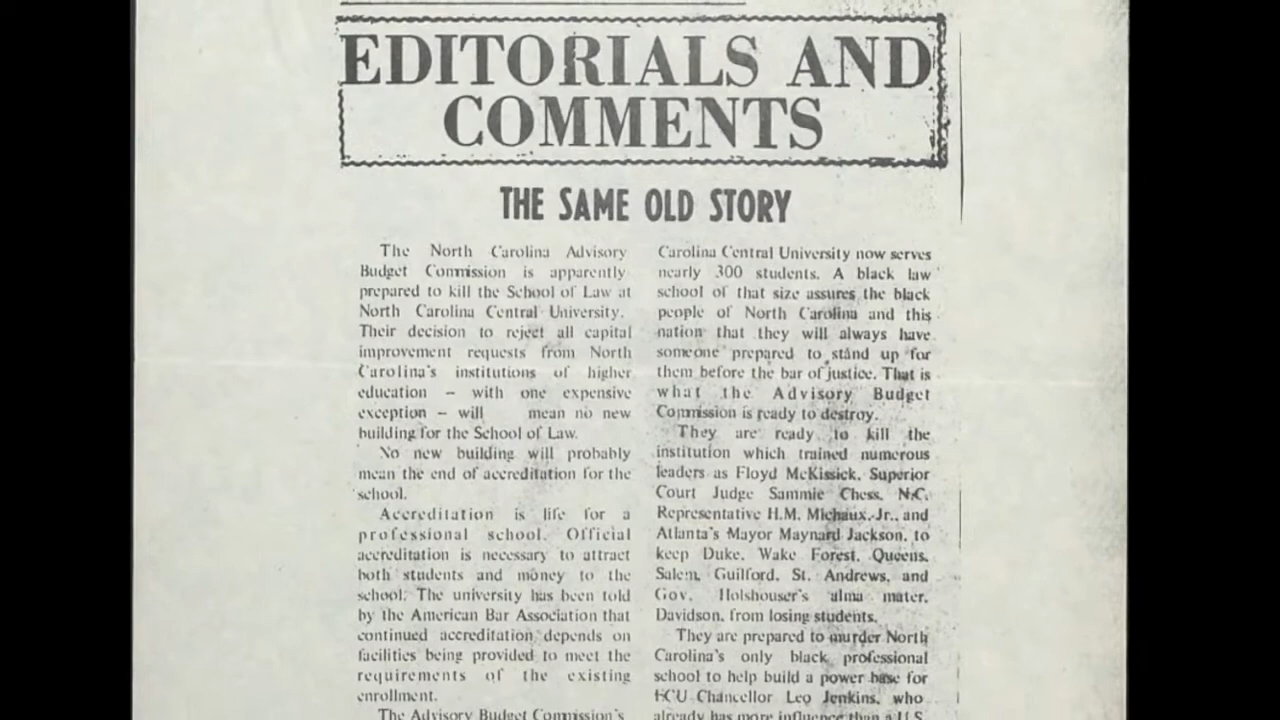 EDITORIALS AND
COMMENTS
THE SAME OLD STORY
The North Carolina Advisory
Budget Commission is apparently
prepared to kill the School of Law at
North Carolina Central University.
Their decision to reject all capital
improvement requests from North
Carolina's institutions of higher
education – with one expensive
exception – will mean no new
building for the School of Law.
No new building will probably
mean the end of accreditation for the
school.
Accreditation is life for a
professional school. Official
accreditation is necessary to attract
both students and money to the
school. The university has been told
by the American Bar Association that
continued accreditation depends on
facilities being provided to meet the
requirements of the existing
enrollment.
The Advisory Budget Commission's
Carolina Central University now serves
nearly 300 students. A black law
school of that size assures the black
people of North Carolina and this
nation that they will always have
someone prepared to stand up for
them before the bar of justice. That is
what the Advisory Budget
Commission is ready to destroy.
They are ready to kill the
institution which trained numerous
leaders as Floyd McKissick, Superior
Court Judge Sammie Chess, N.C.
Representative H.M. Michaux, Jr., and
Atlanta's Mayor Maynard Jackson, to
keep Duke, Wake Forest, Queens,
Salem, Guilford, St. Andrews, and
Gov. Holshouser's alma mater,
Davidson, from losing students.
They are prepared to murder North
Carolina's only black professional
school to help build a power base for
ECU Chancellor Leo Jenkins, who
already has more influence than a U.S.